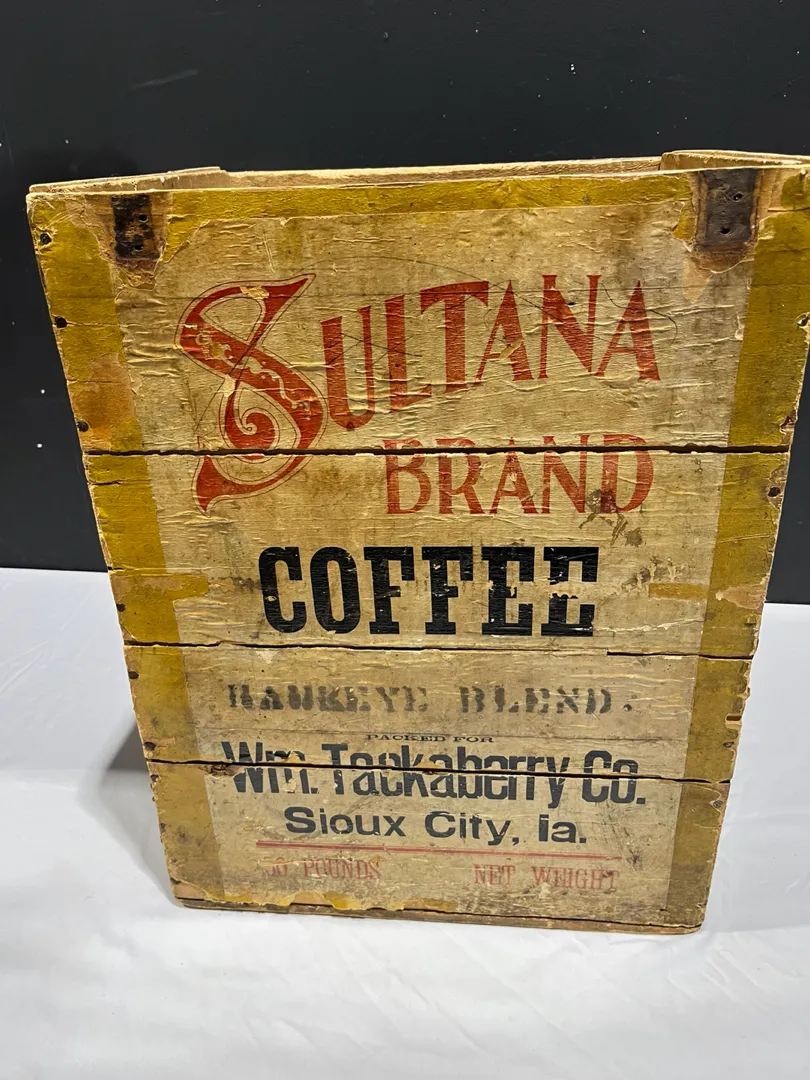 SULTANA
BRAND
COFFEE
HAWKEYE BLEND.
PACKED FOR
Wm. Tackaberry Co.
Sioux City, Ia.
POUNDS NET WEIGHT